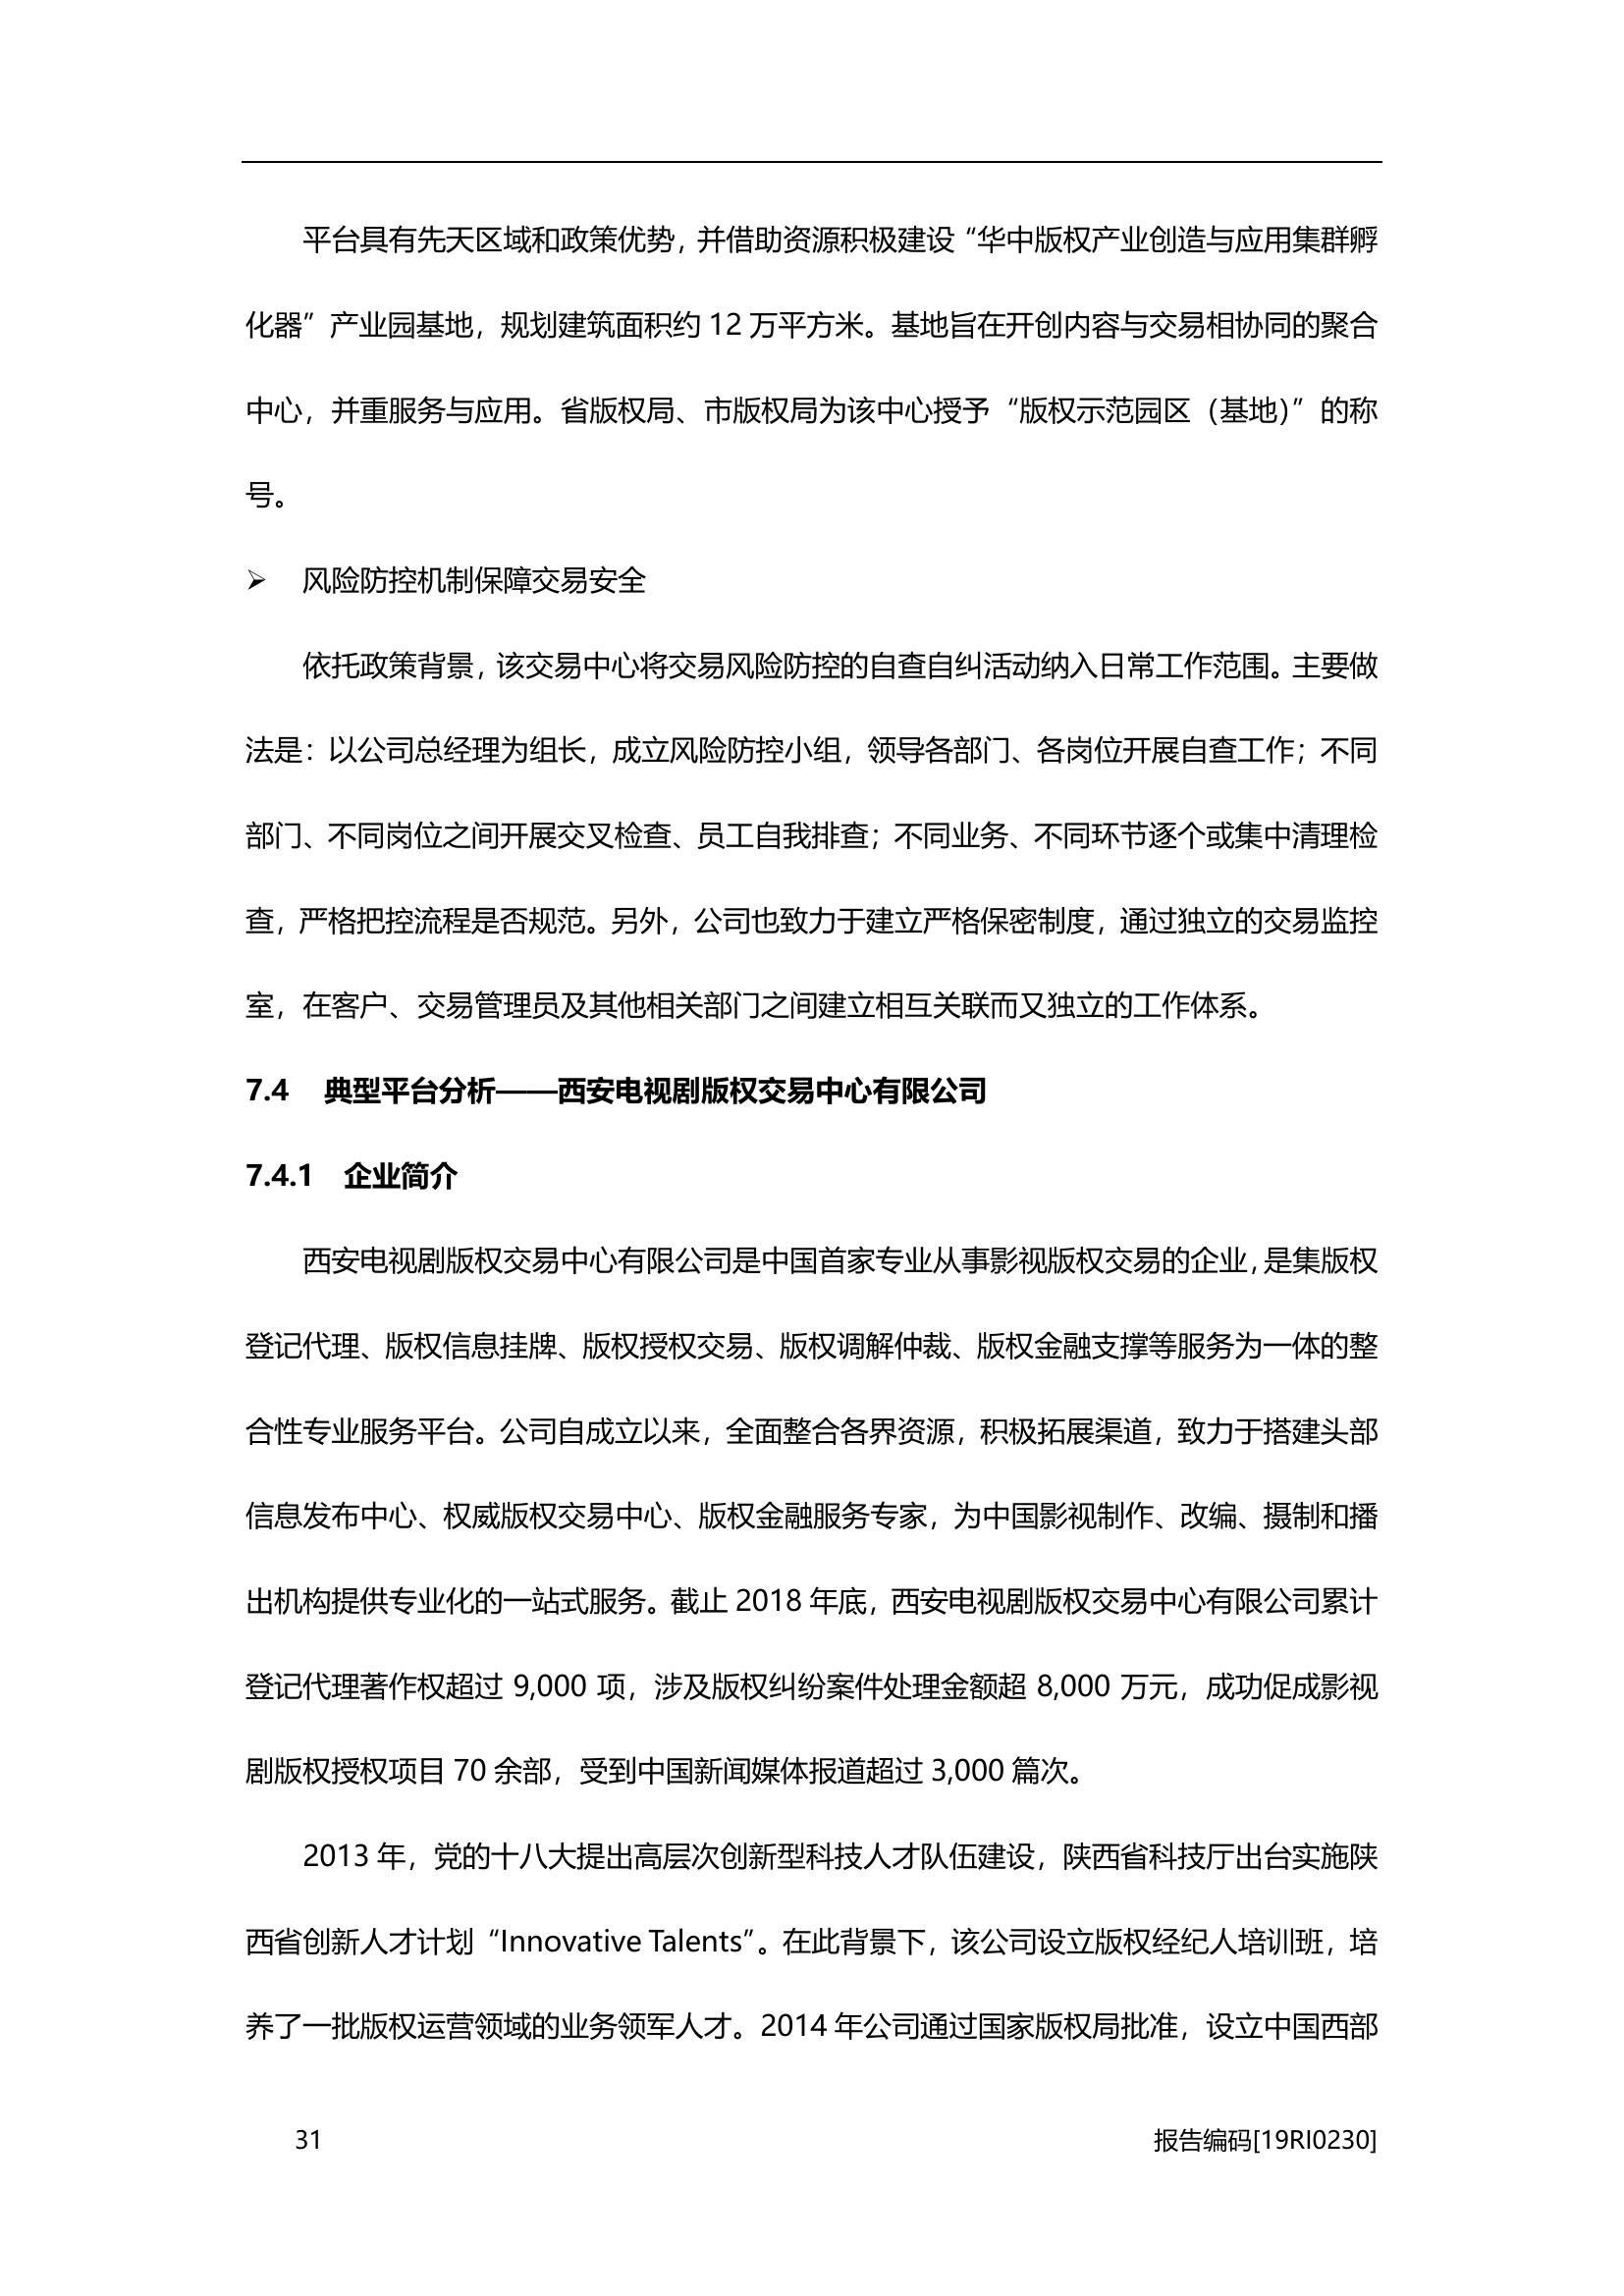 平台具有先天区域和政策优势，并借助资源积极建设“华中版权产业创造与应用集群孵
化器”产业园基地，规划建筑面积约 12 万平方米。基地旨在开创内容与交易相协同的聚合
中心，并重服务与应用。省版权局、市版权局为该中心授予“版权示范园区（基地）”的称
号。
➢ 风险防控机制保障交易安全
依托政策背景，该交易中心将交易风险防控的自查自纠活动纳入日常工作范围。主要做
法是：以公司总经理为组长，成立风险防控小组，领导各部门、各岗位开展自查工作；不同
部门、不同岗位之间开展交叉检查、员工自我排查；不同业务、不同环节逐个或集中清理检
查，严格把控流程是否规范。另外，公司也致力于建立严格保密制度，通过独立的交易监控
室，在客户、交易管理员及其他相关部门之间建立相互关联而又独立的工作体系。
7.4 典型平台分析——西安电视剧版权交易中心有限公司
7.4.1 企业简介
西安电视剧版权交易中心有限公司是中国首家专业从事影视版权交易的企业，是集版权
登记代理、版权信息挂牌、版权授权交易、版权调解仲裁、版权金融支撑等服务为一体的整
合性专业服务平台。公司自成立以来，全面整合各界资源，积极拓展渠道，致力于搭建头部
信息发布中心、权威版权交易中心、版权金融服务专家，为中国影视制作、改编、摄制和播
出机构提供专业化的一站式服务。截止 2018 年底，西安电视剧版权交易中心有限公司累计
登记代理著作权超过 9,000 项，涉及版权纠纷案件处理金额超 8,000 万元，成功促成影视
剧版权授权项目 70 余部，受到中国新闻媒体报道超过 3,000 篇次。
2013 年，党的十八大提出高层次创新型科技人才队伍建设，陕西省科技厅出台实施陕
西省创新人才计划“Innovative Talents”。在此背景下，该公司设立版权经纪人培训班，培
养了一批版权运营领域的业务领军人才。2014 年公司通过国家版权局批准，设立中国西部
31 报告编码[19RI0230]